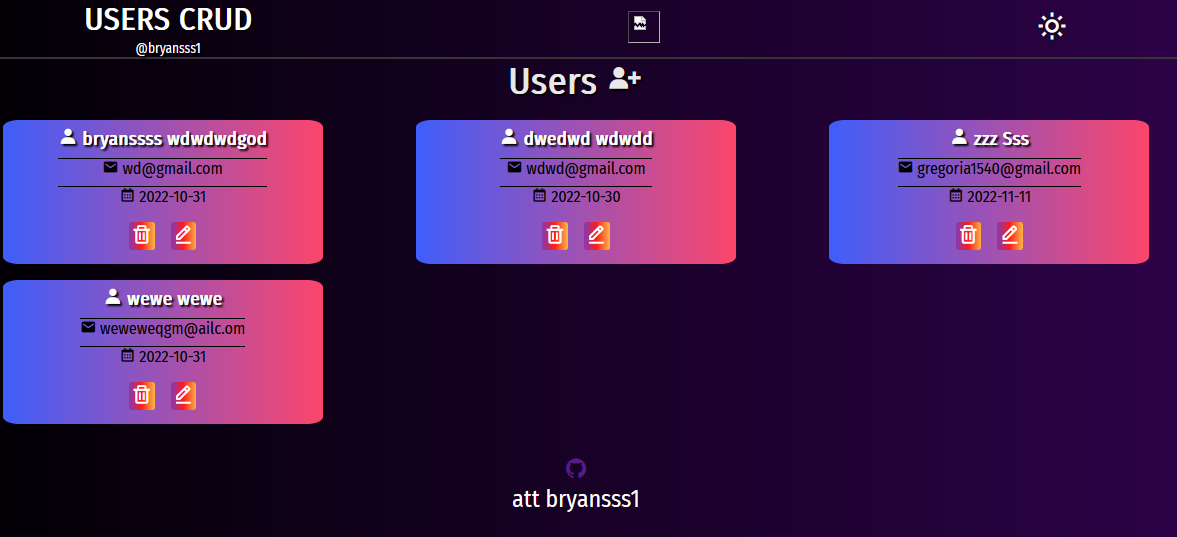 USERS CRUD
@bryansss1
Users
bryanssss wdwdwdgod
wd@gmail.com
2022-10-31
dwedwd wdwdd
wdwd@gmail.com
2022-10-30
zzz Sss
gregoria1540@gmail.com
2022-11-11
wewe wewe
weweweqgm@ailc.om
2022-10-31
att bryansss1